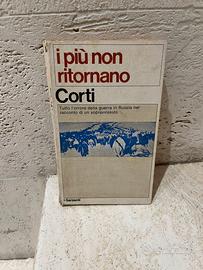 i più non
ritornano
Corti
Tutto l'orrore della guerra in Russia nel
racconto di un sopravvissuto
Garzanti